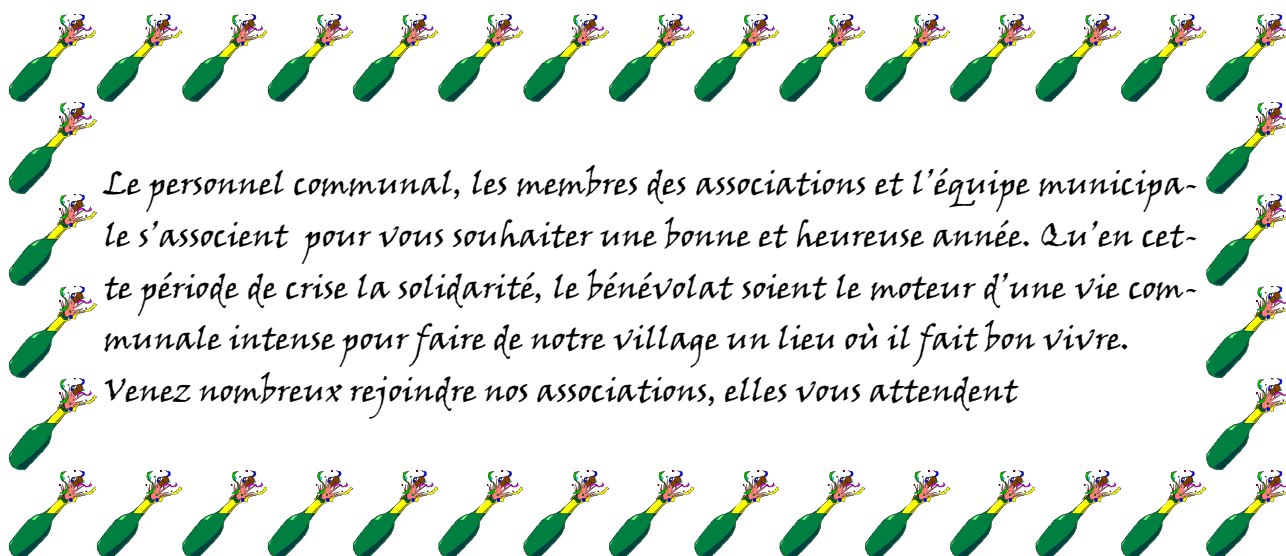 Le personnel communal, les membres des associations et l'équipe municipa-
le s'associent  pour vous souhaiter une bonne et heureuse année. Qu'en cet-
te période de crise la solidarité, le bénévolat soient le moteur d'une vie com-
munale intense pour faire de notre village un lieu où il fait bon vivre.
Venez nombreux rejoindre nos associations, elles vous attendent